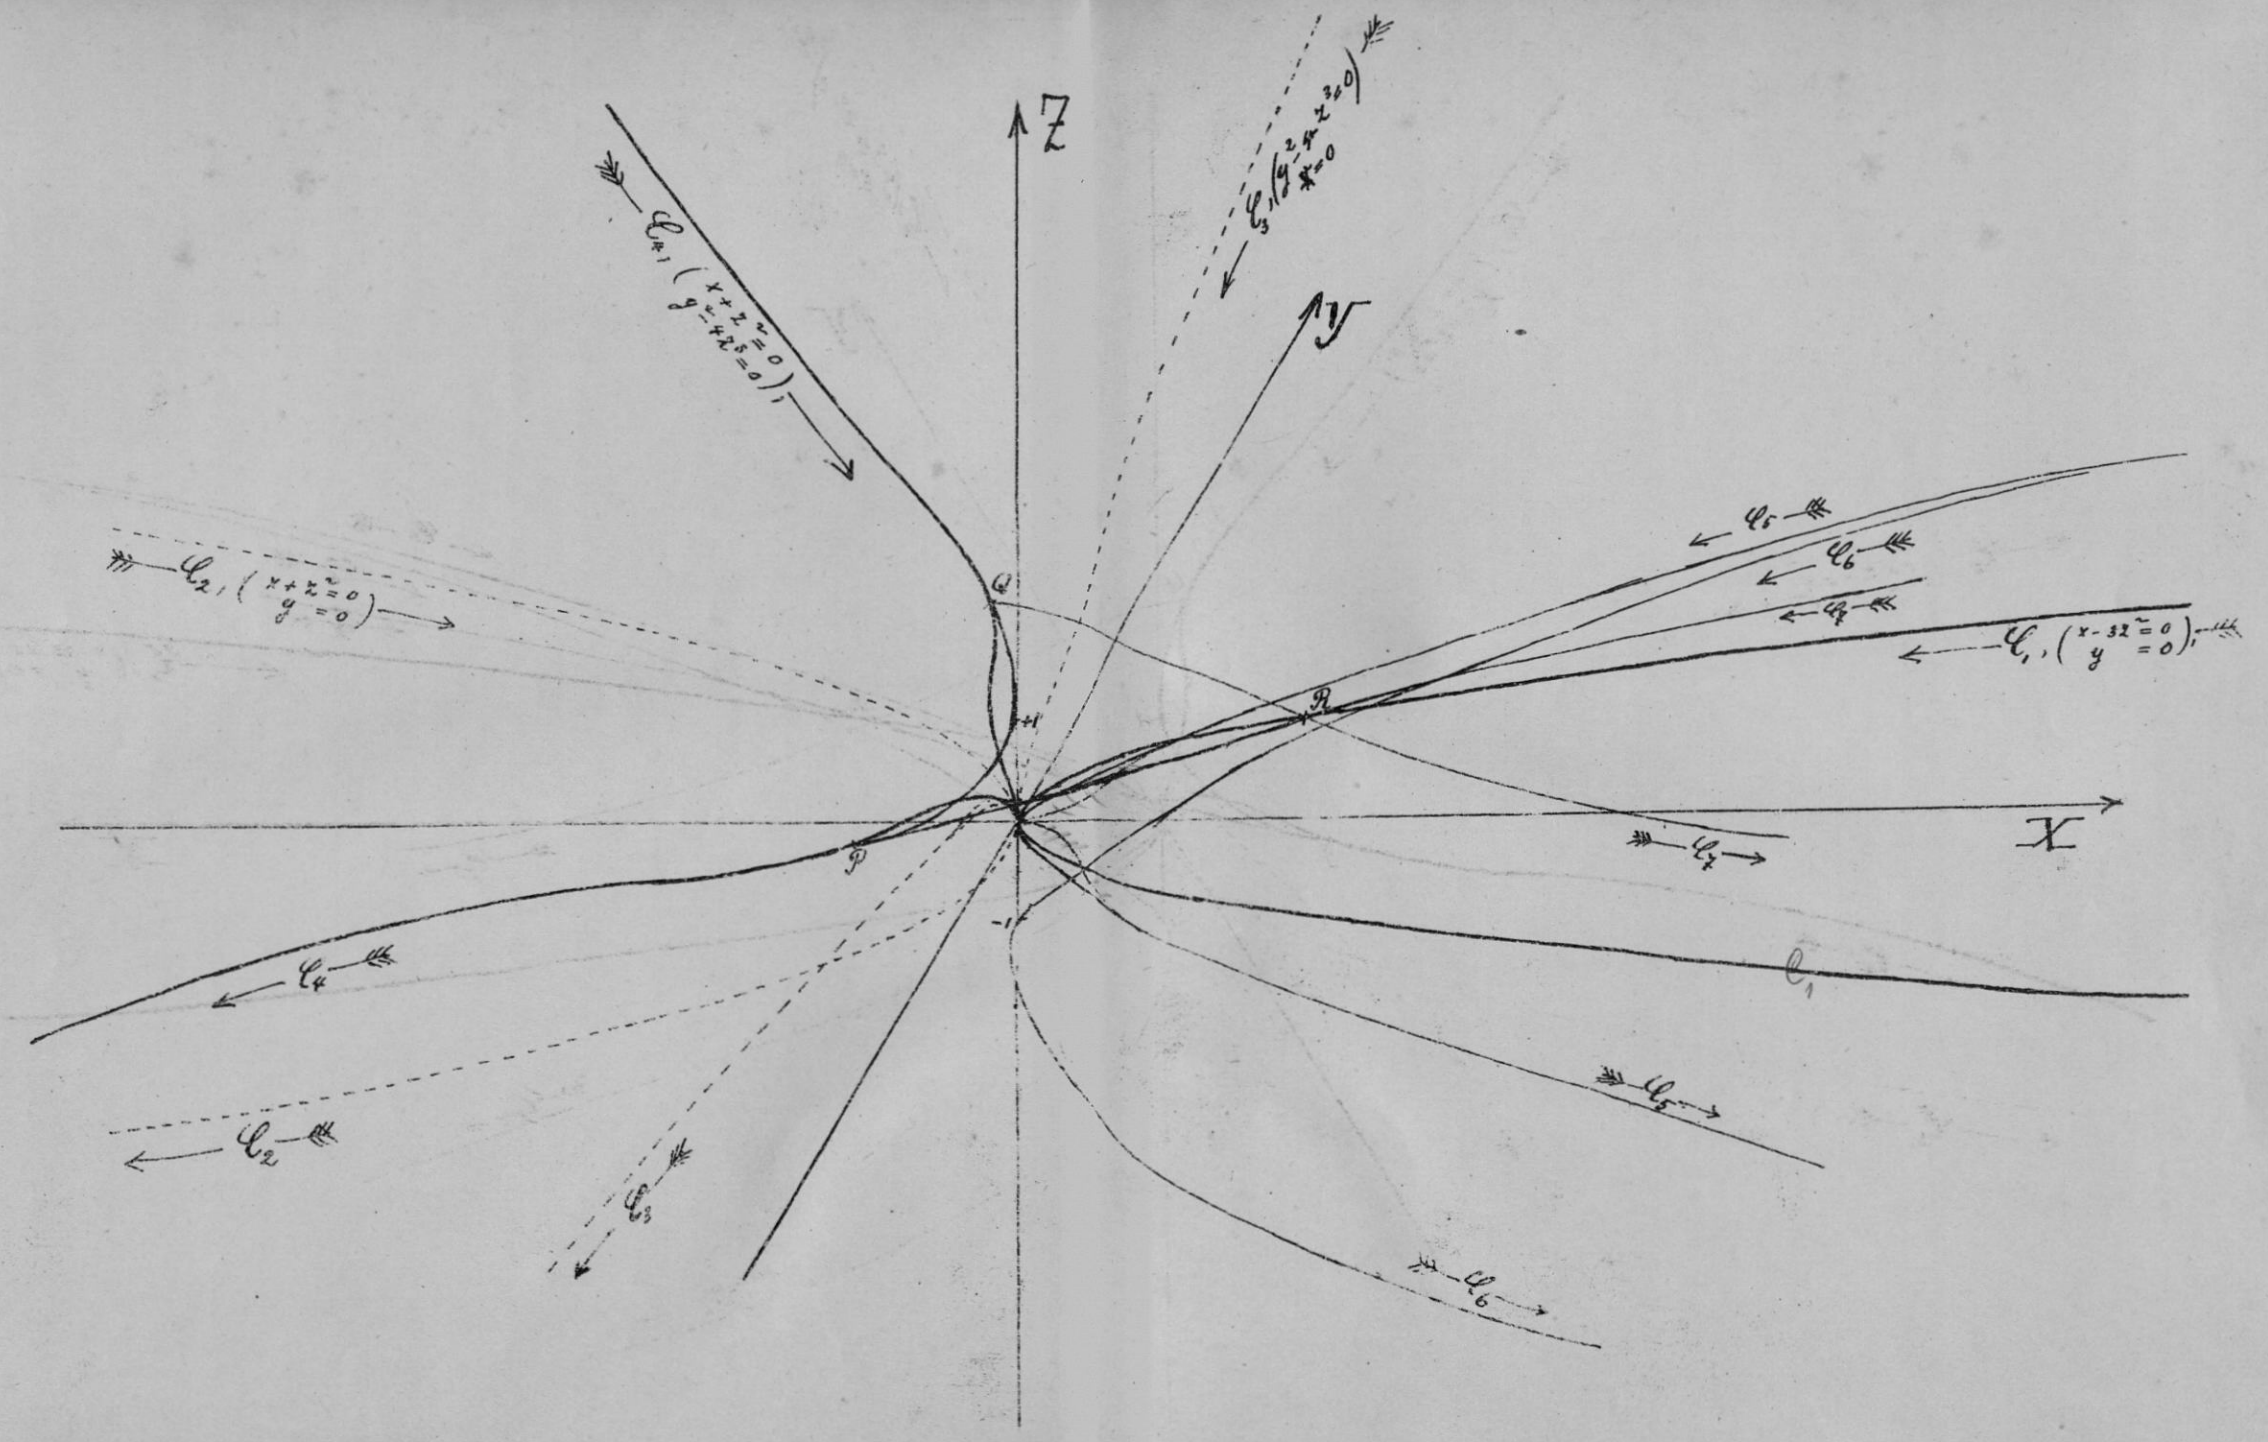 Z
𝒞₃, (y²-5z³=0)
x=0
y
𝒞₄, (x+z²=0
y²-4z³=0),
𝒞₅
𝒞₆
𝒞₇
𝒞₂, (x+z²=0
y=0)
𝒞₁, (x-3z²=0
y=0),
Q
+1
R
X
P
𝒞₇
-1
𝒞₄
𝒞₁
𝒞₅
𝒞₂
𝒞₃
𝒞₆